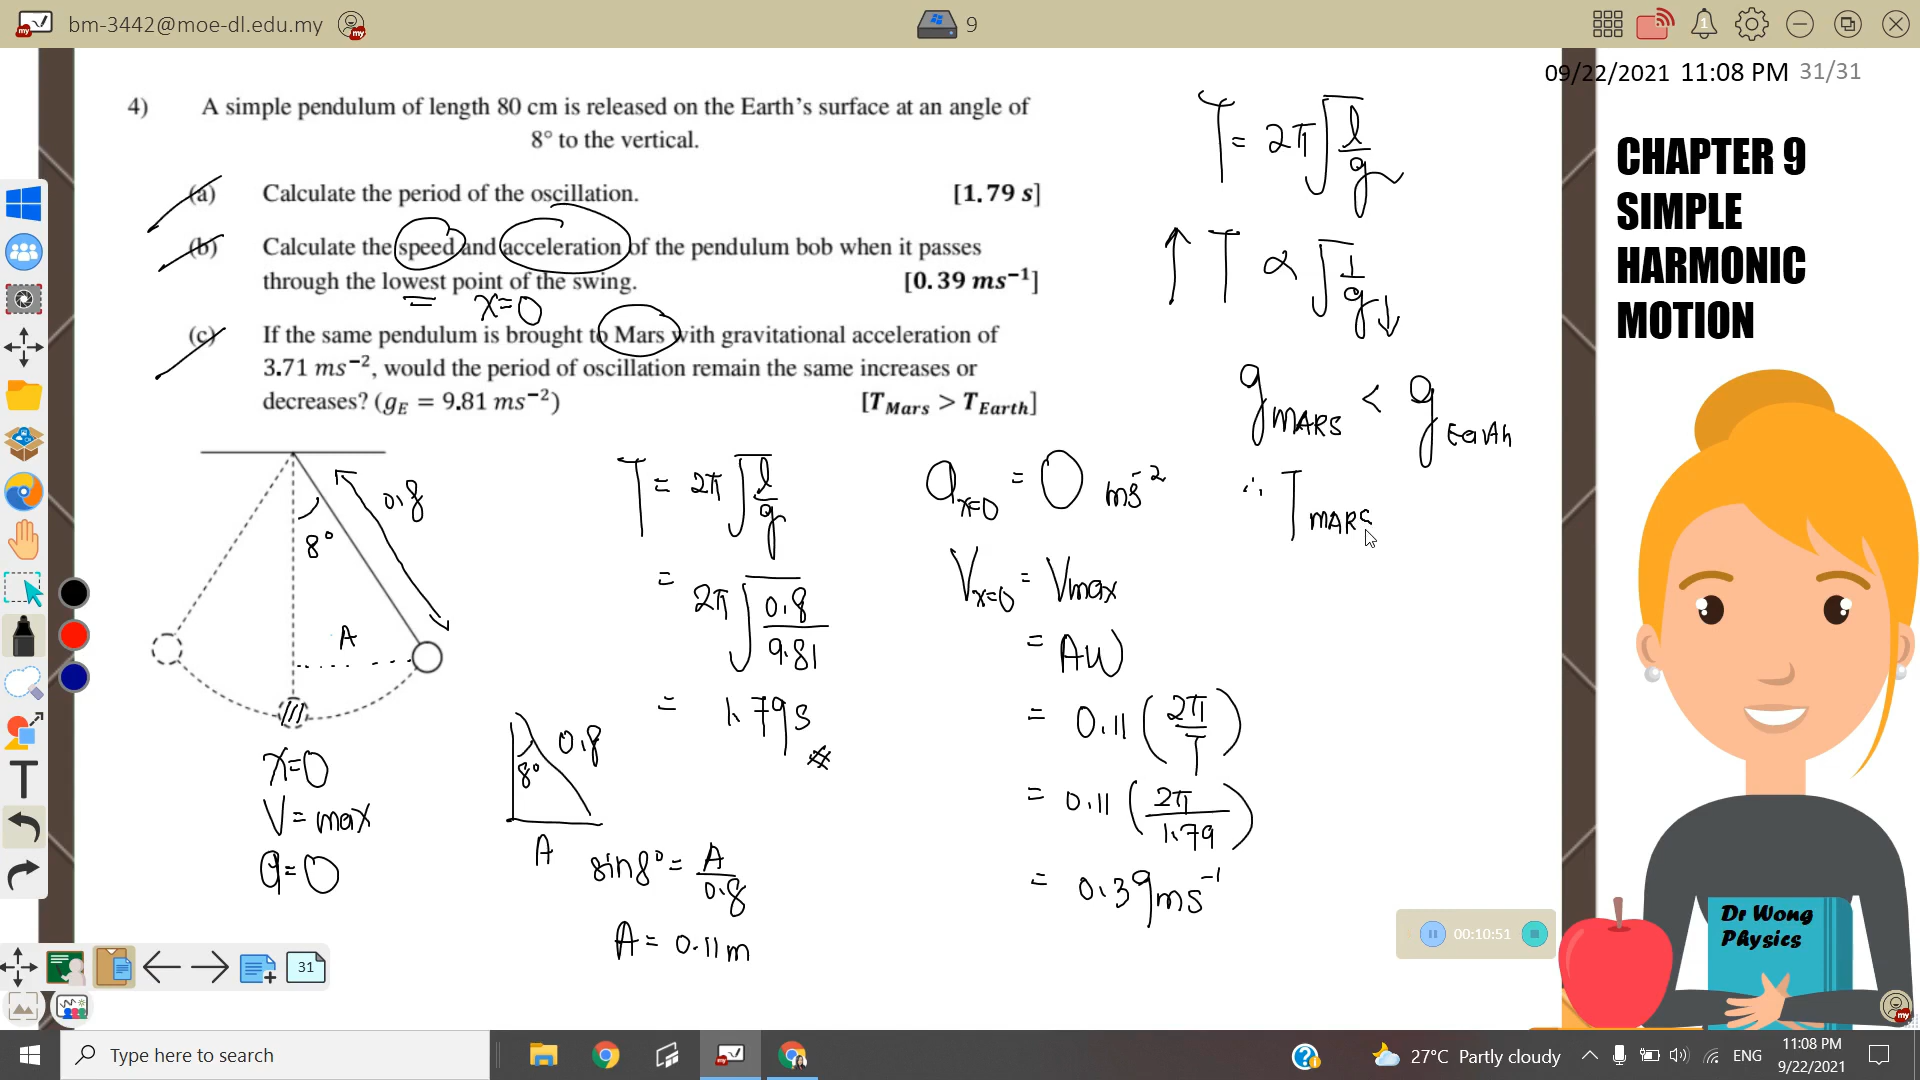 bm-3442@moe-dl.edu.my
9
09/22/2021 11:08 PM 31/31
4) A simple pendulum of length 80 cm is released on the Earth's surface at an angle of
8° to the vertical.
(a) Calculate the period of the oscillation. [1.79 s]
(b) Calculate the speed and acceleration of the pendulum bob when it passes
through the lowest point of the swing. [0.39 ms⁻¹]
x=0
(c) If the same pendulum is brought to Mars with gravitational acceleration of
3.71 ms⁻², would the period of oscillation remain the same increases or
decreases? (g_E = 9.81 ms⁻²) [T_Mars > T_Earth]
0.8
8°
A
x=0
V=max
a=0
T = 2π√(l/g)
= 2π√(0.8/9.81)
= 1.79s
0.8
8°
A
sin8° = A/0.8
A = 0.11m
a_x=0 = 0 ms⁻²
V_x=0 = Vmax
= Aω
= 0.11(2π/T)
= 0.11(2π/1.79)
= 0.39ms⁻¹
T = 2π√(l/g)
↑ T ∝ √(1/g)↓
g_MARS < g_Earth
∴ T_MARS
CHAPTER 9
SIMPLE
HARMONIC
MOTION
Dr Wong
Physics
00:10:51
31
Type here to search
27°C Partly cloudy
ENG
11:08 PM
9/22/2021